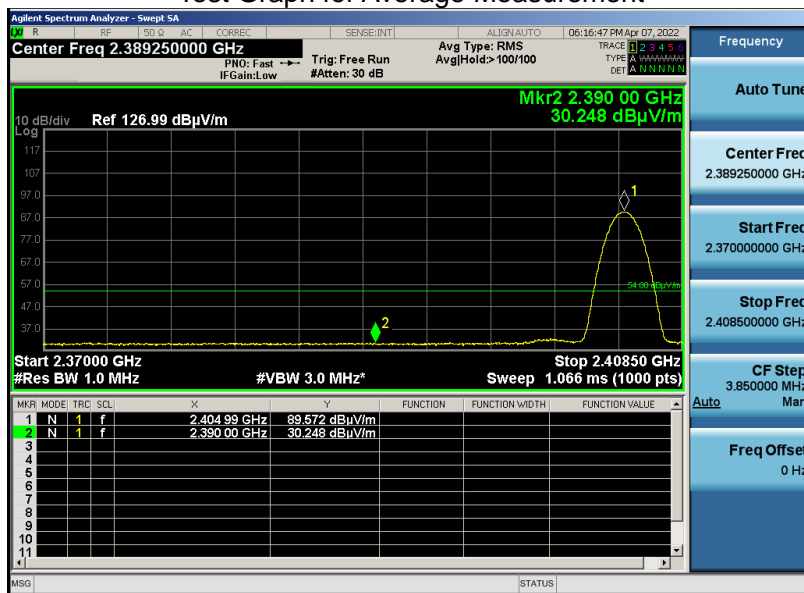 Test Graph for Average Measurement
Agilent Spectrum Analyzer - Swept SA
LXI R RF 50 Ω AC CORREC SENSE:INT ALIGN AUTO 06:16:47 PM Apr 07, 2022
Center Freq 2.389250000 GHz
PNO: Fast
IFGain:Low
Trig: Free Run
#Atten: 30 dB
Avg Type: RMS
Avg|Hold:> 100/100
TRACE 1 2 3 4 5 6
TYPE A WWWWW
DET A N N N N N
Mkr2 2.390 00 GHz
30.248 dBµV/m
10 dB/div Ref 126.99 dBµV/m
Log
117
107
97.0
87.0
77.0
67.0
57.0
47.0
37.0
1
54.00 dBµV/m
2
Start 2.37000 GHz Stop 2.40850 GHz
#Res BW 1.0 MHz #VBW 3.0 MHz* Sweep 1.066 ms (1000 pts)
MKR MODE TRC SCL X Y FUNCTION FUNCTION WIDTH FUNCTION VALUE
1 N 1 f 2.404 99 GHz 89.572 dBµV/m
2 N 1 f 2.390 00 GHz 30.248 dBµV/m
3
4
5
6
7
8
9
10
11
MSG STATUS
Frequency
Auto Tune
Center Freq
2.389250000 GHz
Start Freq
2.370000000 GHz
Stop Freq
2.408500000 GHz
CF Step
3.850000 MHz
Auto Man
Freq Offset
0 Hz